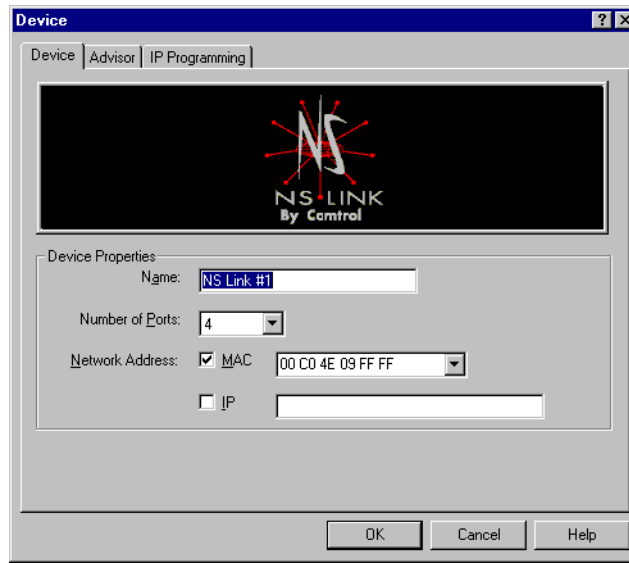 Device
Device Advisor IP Programming
NS
NS LINK
By Comtrol
Device Properties
Name: NS Link #1
Number of Ports: 4
Network Address: MAC 00 C0 4E 09 FF FF
IP
OK Cancel Help